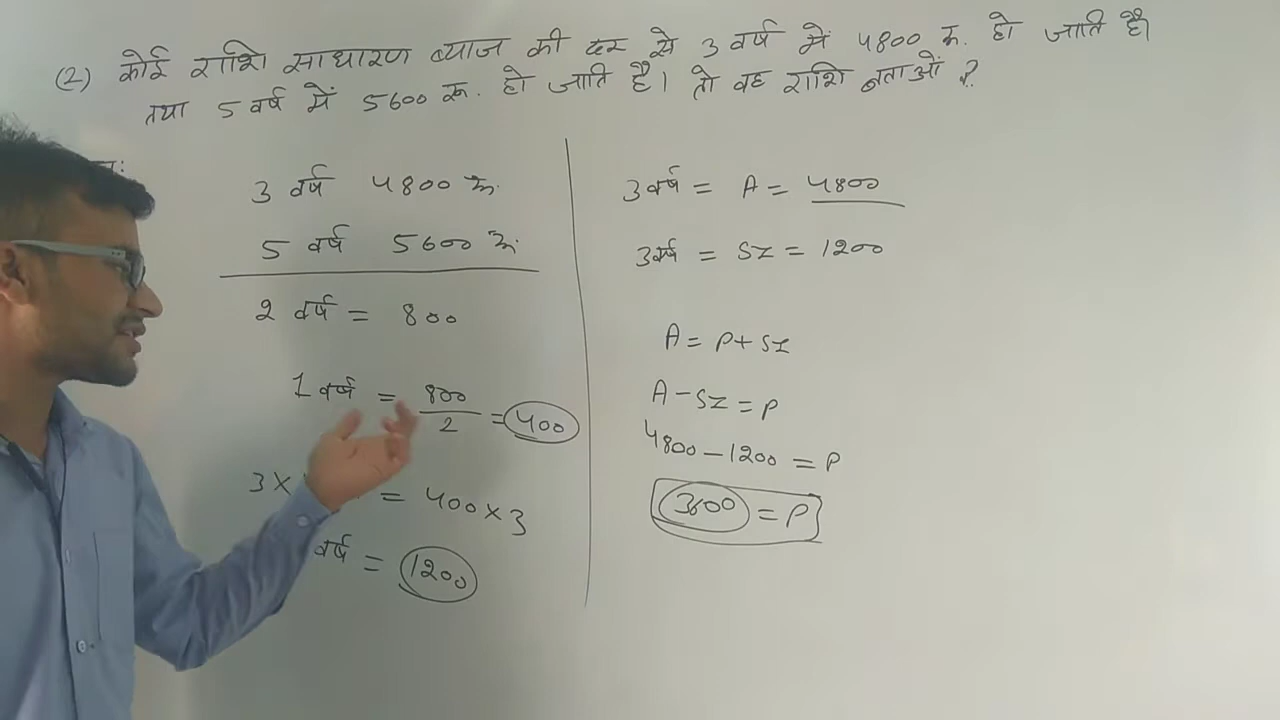 (2) कोई राशि साधारण ब्याज की दर से 3 वर्ष में 4800 रू. हो जाति है।
तथा 5 वर्ष में 5600 रू. हो जाति है। तो वह राशि बताओं ?
3 वर्ष 4800 रू.
5 वर्ष 5600 रू.
2 वर्ष = 800
1 वर्ष = 800/2 = 400
3 × = 400 × 3
वर्ष = 1200
3 वर्ष = A = 4800
3 वर्ष = SI = 1200
A = P + SI
A - SI = P
4800 - 1200 = P
3600 = P